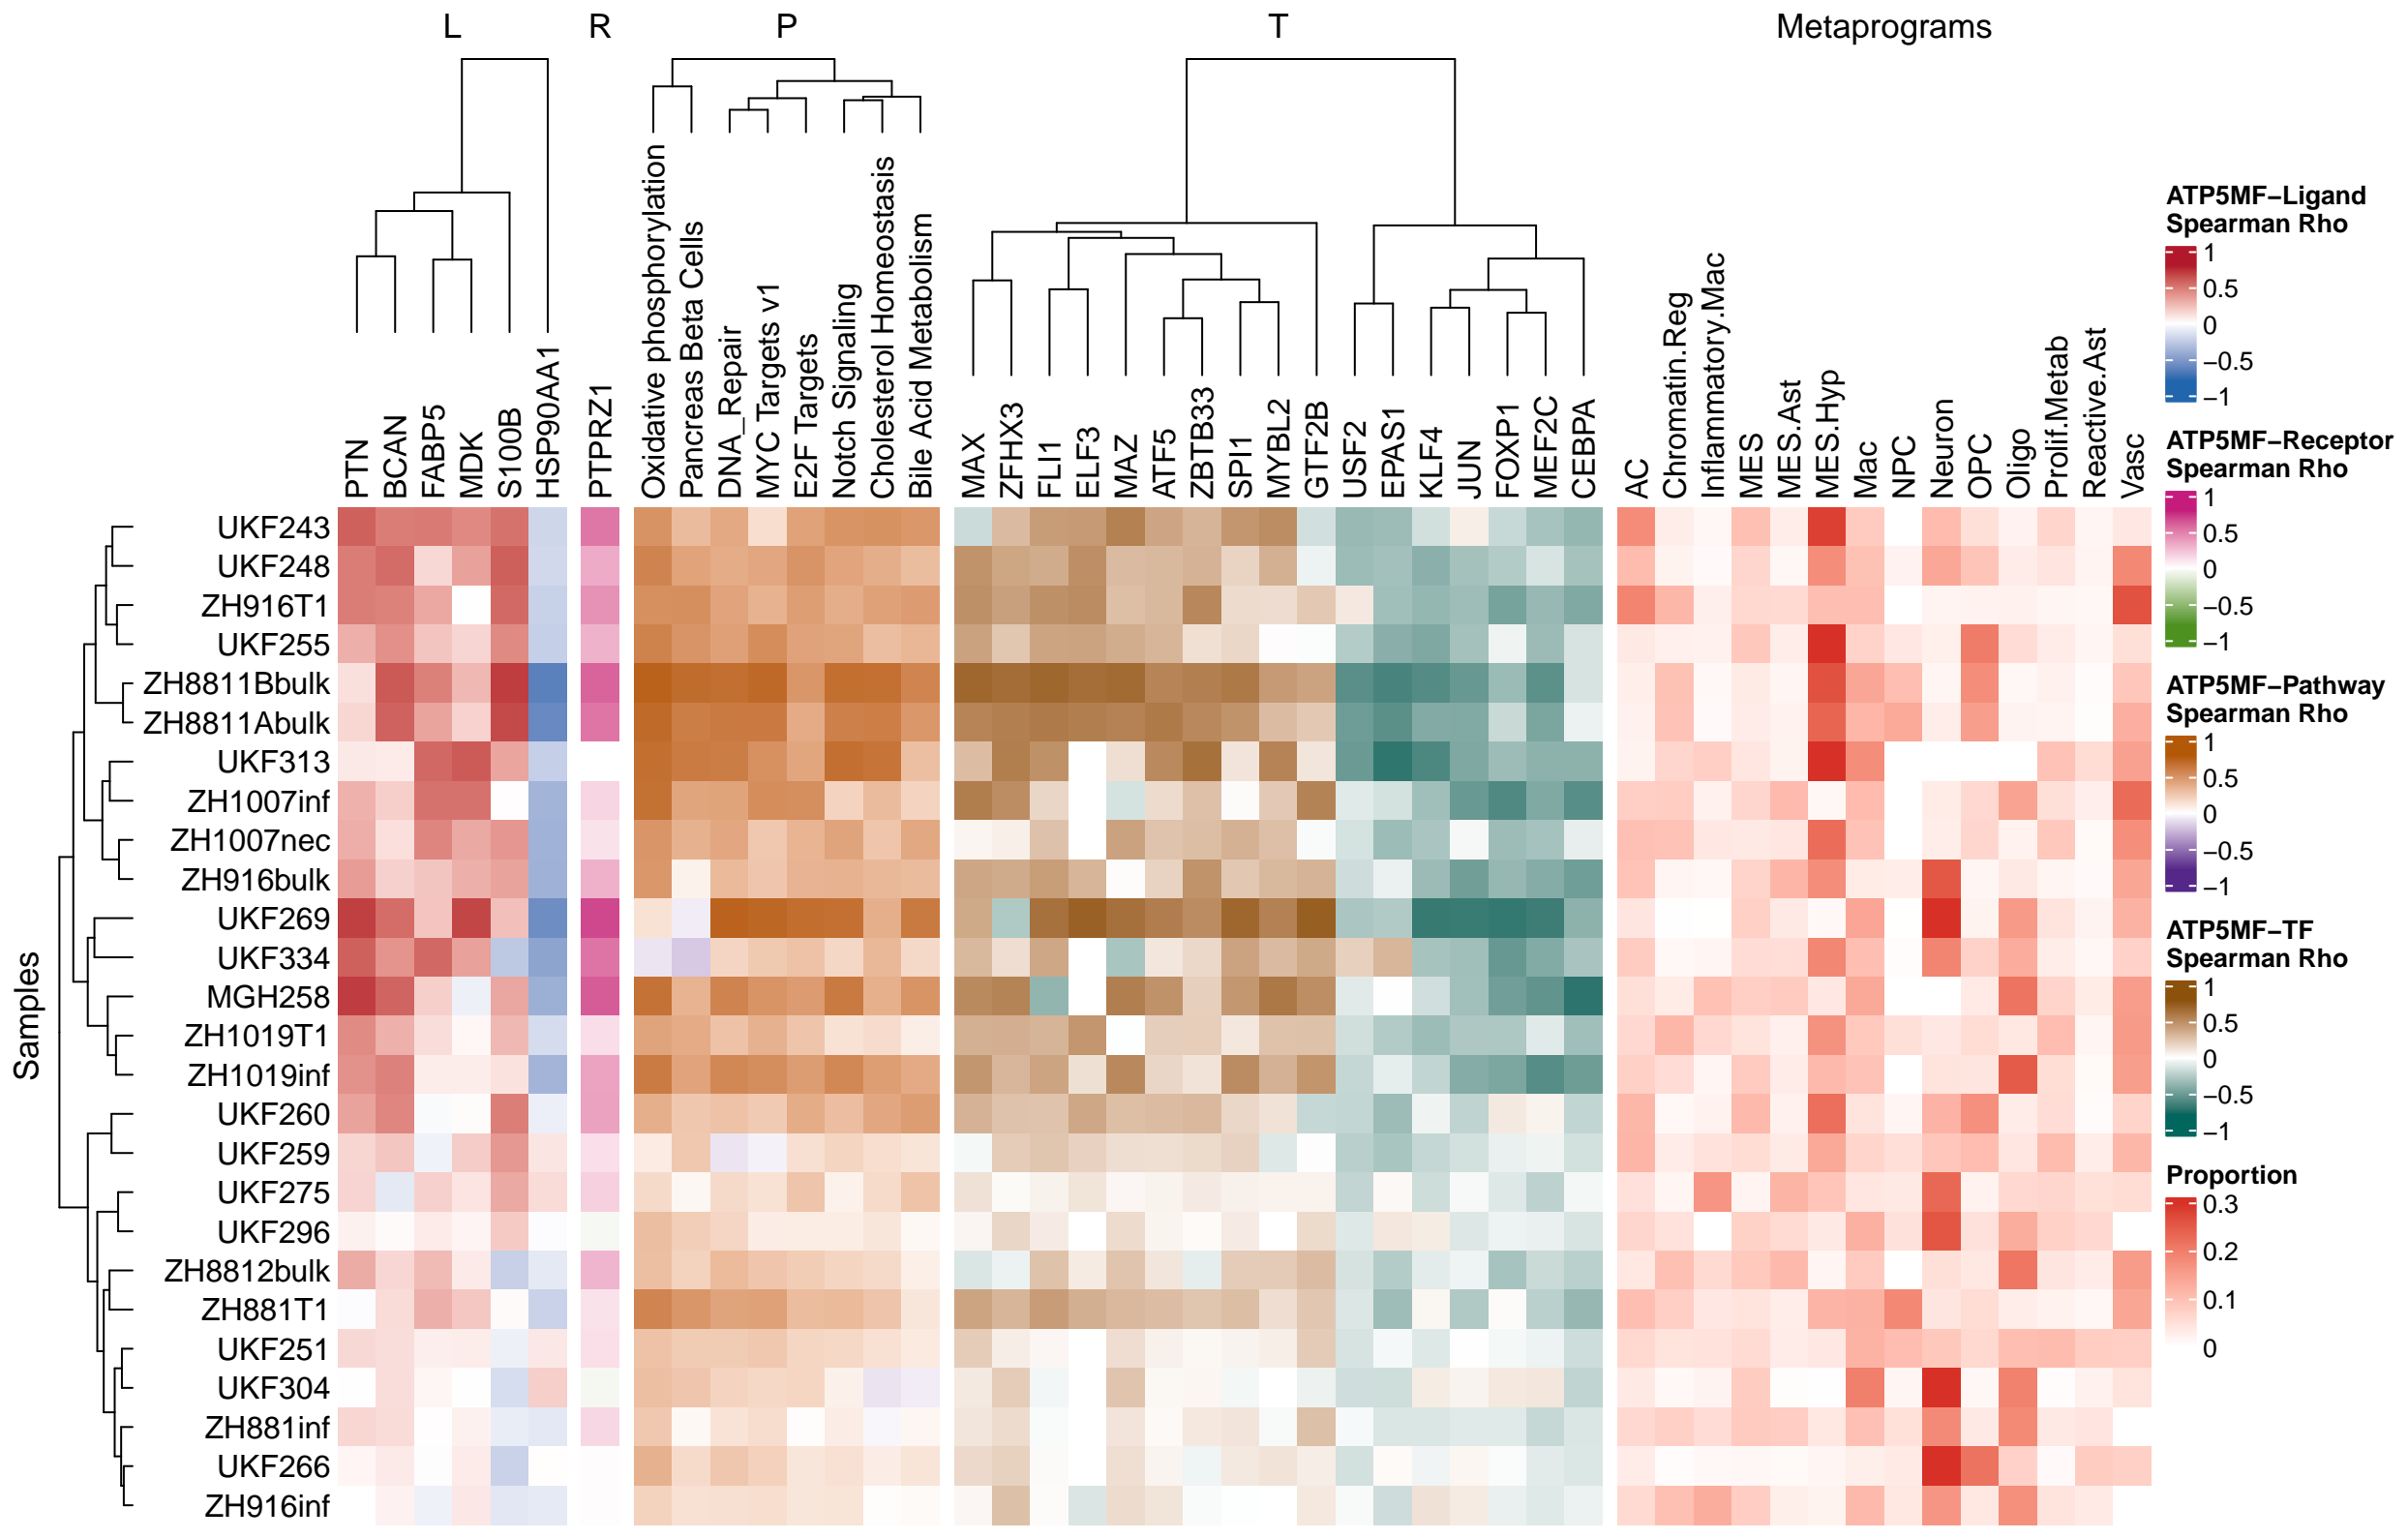 L
R
P
T
Metaprograms
PTN
BCAN
FABP5
MDK
S100B
HSP90AA1
PTPRZ1
Oxidative phosphorylation
Pancreas Beta Cells
DNA_Repair
MYC Targets v1
E2F Targets
Notch Signaling
Cholesterol Homeostasis
Bile Acid Metabolism
MAX
ZFHX3
FLI1
ELF3
MAZ
ATF5
ZBTB33
SPI1
MYBL2
GTF2B
USF2
EPAS1
KLF4
JUN
FOXP1
MEF2C
CEBPA
AC
Chromatin.Reg
Inflammatory.Mac
MES
MES.Ast
MES.Hyp
Mac
NPC
Neuron
OPC
Oligo
Prolif.Metab
Reactive.Ast
Vasc
Samples
UKF243
UKF248
ZH916T1
UKF255
ZH8811Bbulk
ZH8811Abulk
UKF313
ZH1007inf
ZH1007nec
ZH916bulk
UKF269
UKF334
MGH258
ZH1019T1
ZH1019inf
UKF260
UKF259
UKF275
UKF296
ZH8812bulk
ZH881T1
UKF251
UKF304
ZH881inf
UKF266
ZH916inf
ATP5MF−Ligand
Spearman Rho
1
0.5
0
−0.5
−1
ATP5MF−Receptor
Spearman Rho
1
0.5
0
−0.5
−1
ATP5MF−Pathway
Spearman Rho
1
0.5
0
−0.5
−1
ATP5MF−TF
Spearman Rho
1
0.5
0
−0.5
−1
Proportion
0.3
0.2
0.1
0